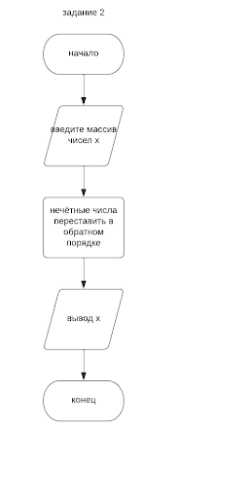 задание 2
начало
введите массив
чисел x
нечётные числа
переставить в
обратном
порядке
вывод x
конец